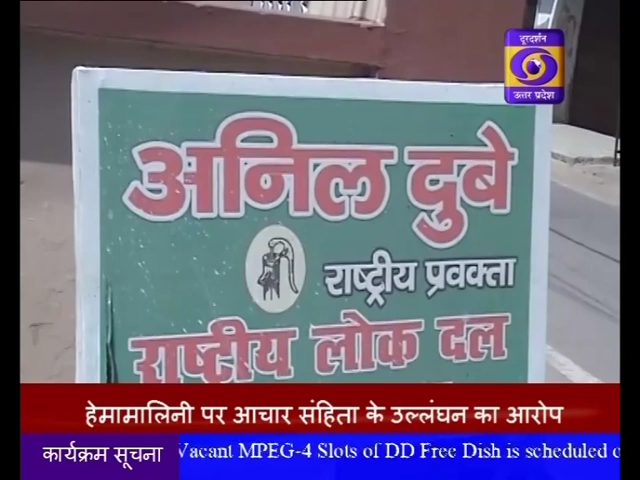 दूरदर्शन
उत्तर प्रदेश
अनिल दुबे
राष्ट्रीय प्रवक्ता
राष्ट्रीय लोक दल
हेमामालिनी पर आचार संहिता के उल्लंघन का आरोप
कार्यक्रम सूचना Vacant MPEG-4 Slots of DD Free Dish is scheduled